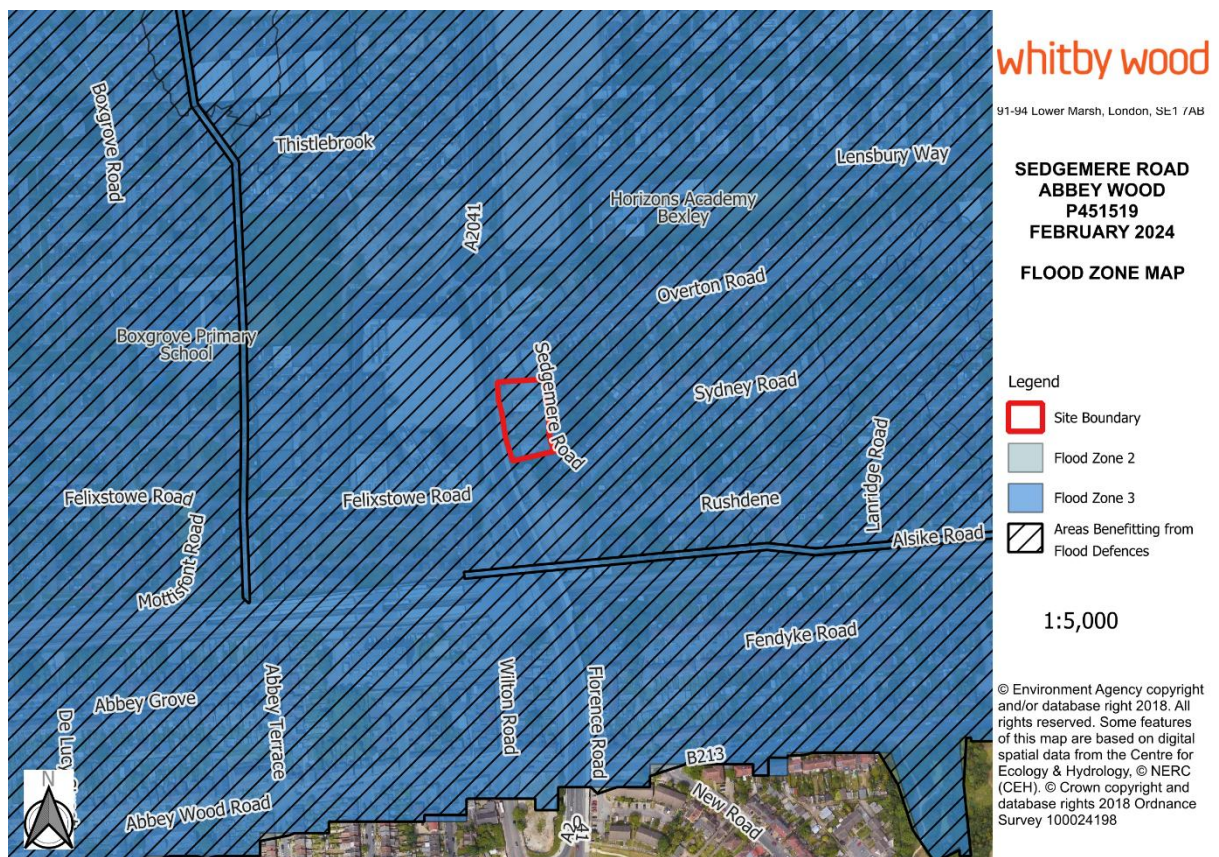 Boxgrove Road
Thistlebrook
Lensbury Way
Horizons Academy
Bexley
A2041
Overton Road
Boxgrove Primary
School
Sedgemere Road
Sydney Road
Lanridge Road
Felixstowe Road
Felixstowe Road
Rushdene
Mottisfont Road
Alsike Road
Fendyke Road
Abbey Grove
Abbey Terrace
Wilton Road
Florence Road
De Lucy
B213
New Road
Abbey Wood Road
N
whitby wood
91-94 Lower Marsh, London, SE1 7AB
SEDGEMERE ROAD
ABBEY WOOD
P451519
FEBRUARY 2024
FLOOD ZONE MAP
Legend
Site Boundary
Flood Zone 2
Flood Zone 3
Areas Benefitting from
Flood Defences
1:5,000
© Environment Agency copyright
and/or database right 2018. All
rights reserved. Some features
of this map are based on digital
spatial data from the Centre for
Ecology & Hydrology, © NERC
(CEH). © Crown copyright and
database rights 2018 Ordnance
Survey 100024198